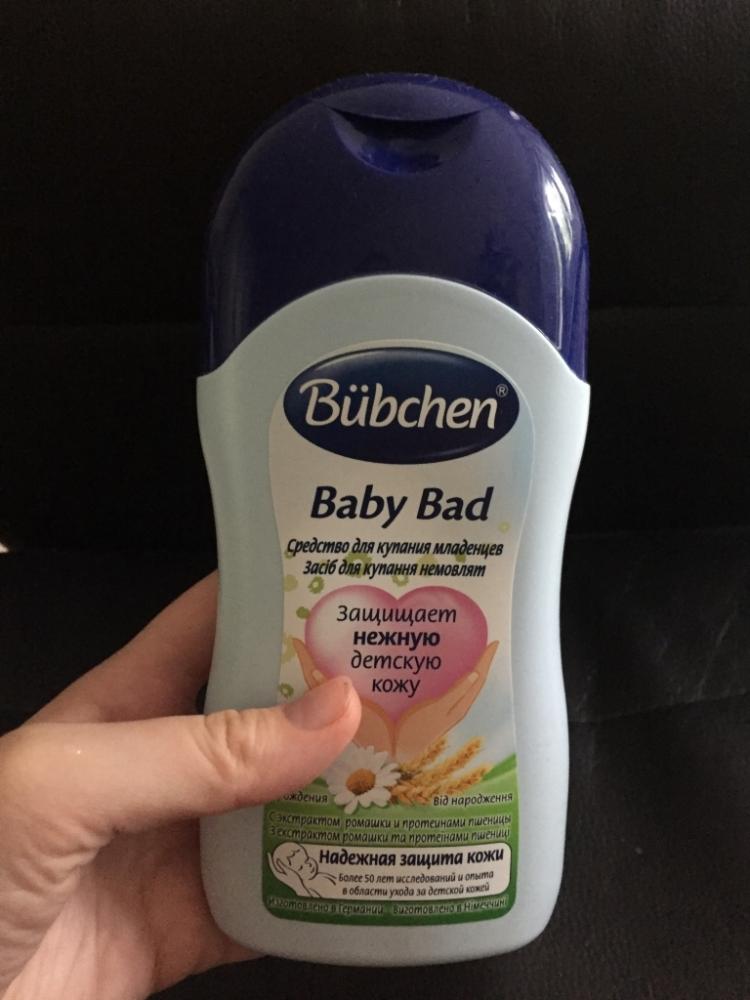 Bübchen®
Baby Bad
Средство для купания младенцев
Засіб для купання немовлят
Защищает
нежную
детскую
кожу
Від народження
С экстрактом ромашки и протеинами пшеницы
З екстрактом ромашки та протеїнами пшениці
Надежная защита кожи
Более 50 лет исследований и опыта
в области ухода за детской кожей
Изготовлено в Германии Виготовлено в Німеччині